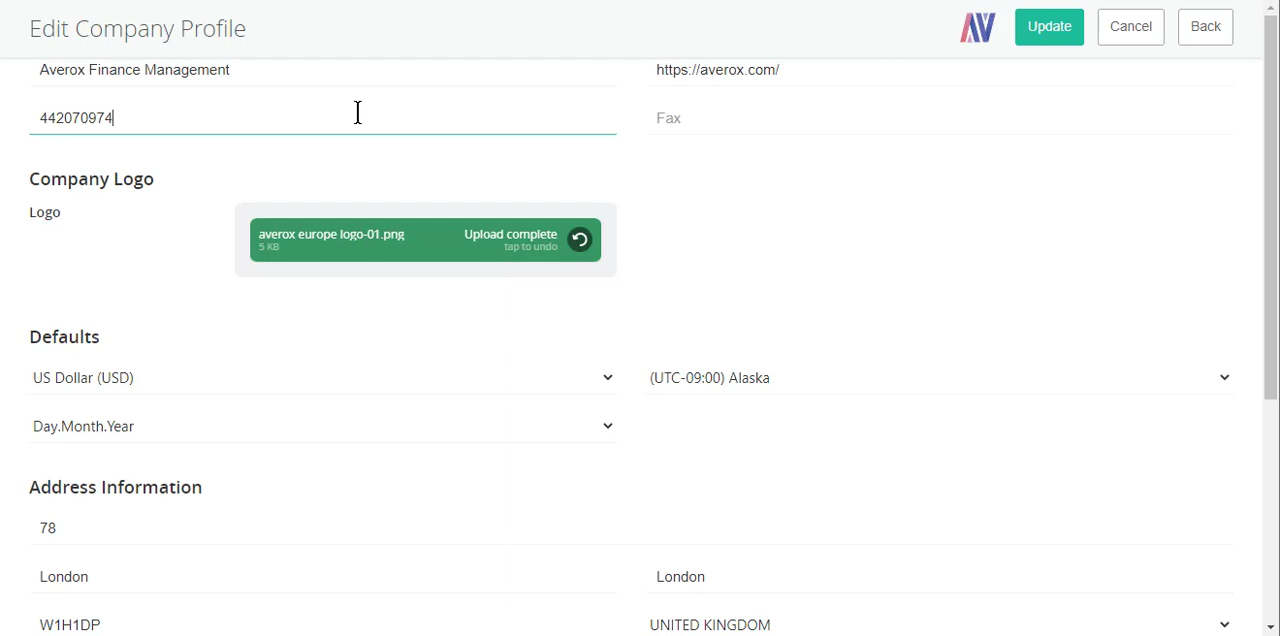 Edit Company Profile
AV
Update
Cancel
Back
Averox Finance Management
https://averox.com/
442070974
Fax
Company Logo
Logo
averox europe logo-01.png
5 KB
Upload complete
tap to undo
Defaults
US Dollar (USD)
(UTC-09:00) Alaska
Day.Month.Year
Address Information
78
London
London
W1H1DP
UNITED KINGDOM